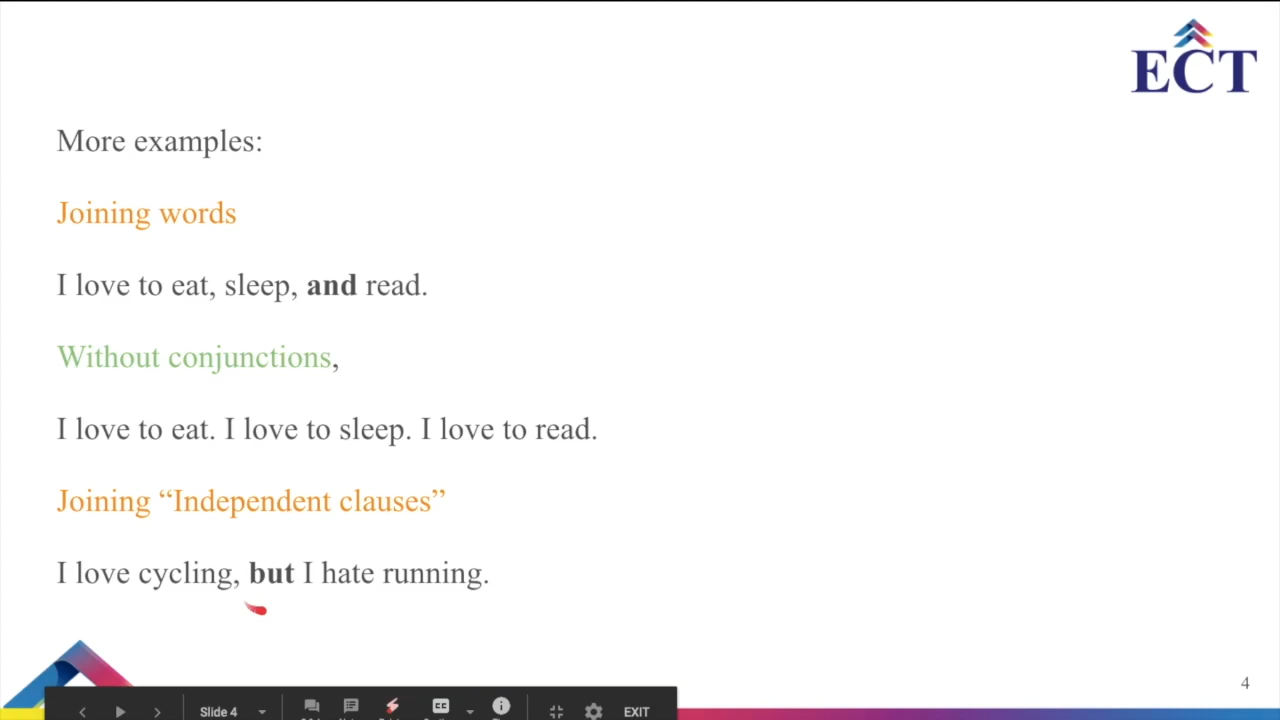 ECT
More examples:
Joining words
I love to eat, sleep, and read.
Without conjunctions,
I love to eat. I love to sleep. I love to read.
Joining “Independent clauses”
I love cycling, but I hate running.
4
Slide 4
CC
EXIT